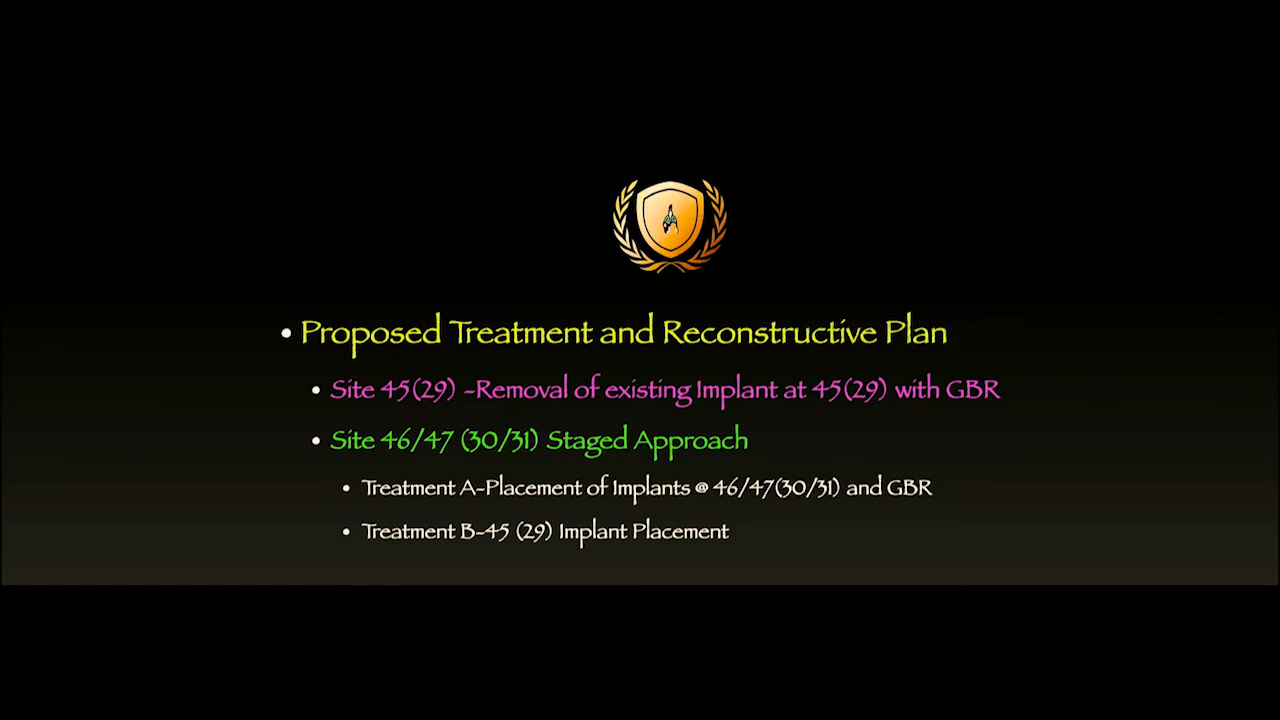 • Proposed Treatment and Reconstructive Plan
• Site 45(29) -Removal of existing Implant at 45(29) with GBR
• Site 46/47 (30/31) Staged Approach
• Treatment A-Placement of Implants @ 46/47(30/31) and GBR
• Treatment B-45 (29) Implant Placement